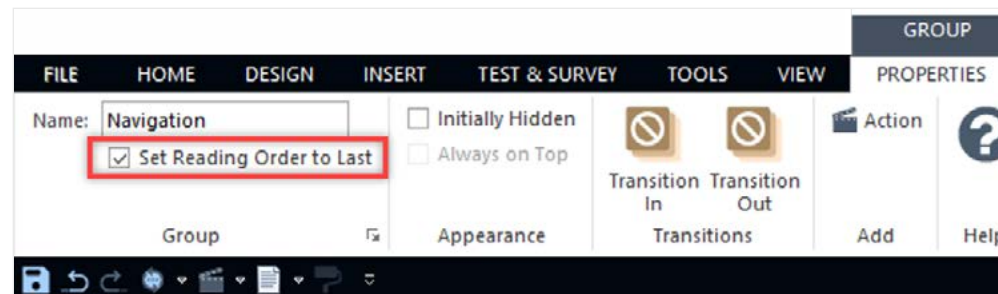 GROUP
FILE HOME DESIGN INSERT TEST & SURVEY TOOLS VIEW PROPERTIES
Name: Navigation Initially Hidden Action
Set Reading Order to Last Always on Top
Transition Transition
In Out
Group Appearance Transitions Add Help